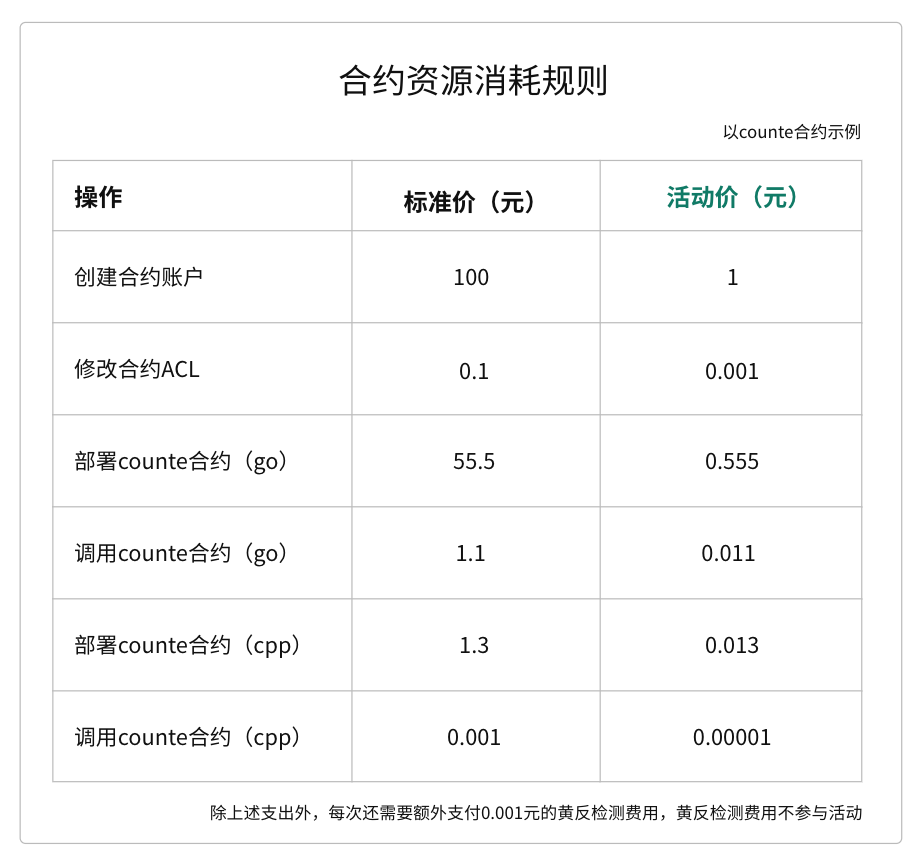 合约资源消耗规则
以counte合约示例
操作 标准价（元） 活动价（元）
创建合约账户 100 1
修改合约ACL 0.1 0.001
部署counte合约（go） 55.5 0.555
调用counte合约（go） 1.1 0.011
部署counte合约（cpp） 1.3 0.013
调用counte合约（cpp） 0.001 0.00001
除上述支出外，每次还需要额外支付0.001元的黄反检测费用，黄反检测费用不参与活动